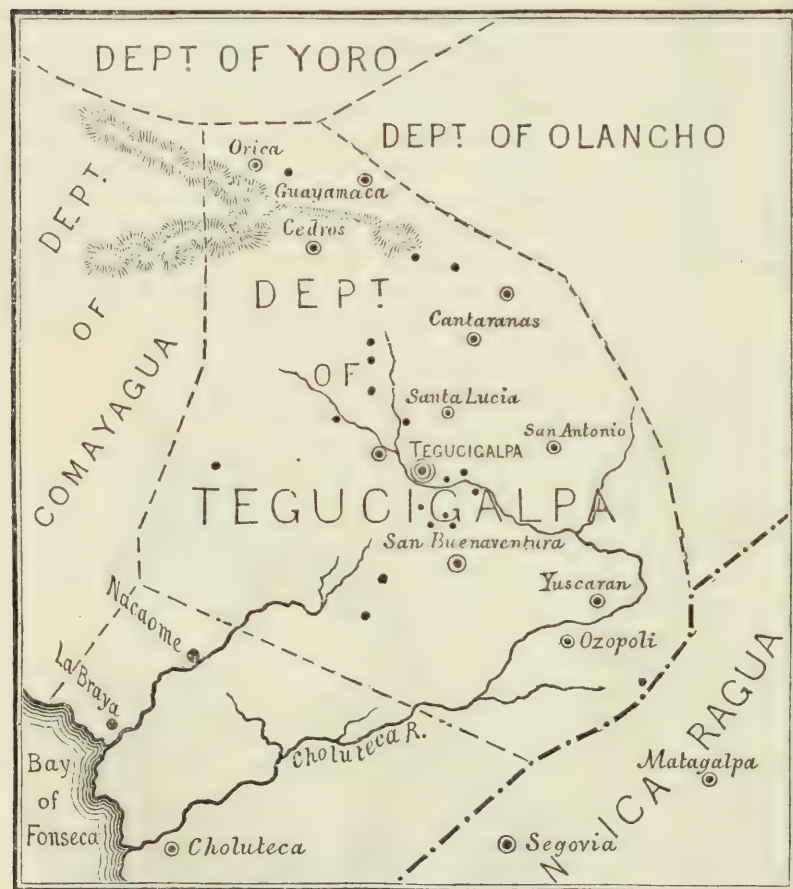 DEPT. OF YORO
DEPT. OF OLANCHO
Orica
Guayamaca
Cedros
DEPT. OF COMAYAGUA
DEPT. OF TEGUCIGALPA
Cantaranas
Santa Lucia
San Antonio
TEGUCIGALPA
San Buenaventura
Yuscaran
Ozopoli
Nacaome
La Braya
Choluteca R.
Bay
of
Fonseca
Choluteca
Segovia
Matagalpa
NICARAGUA